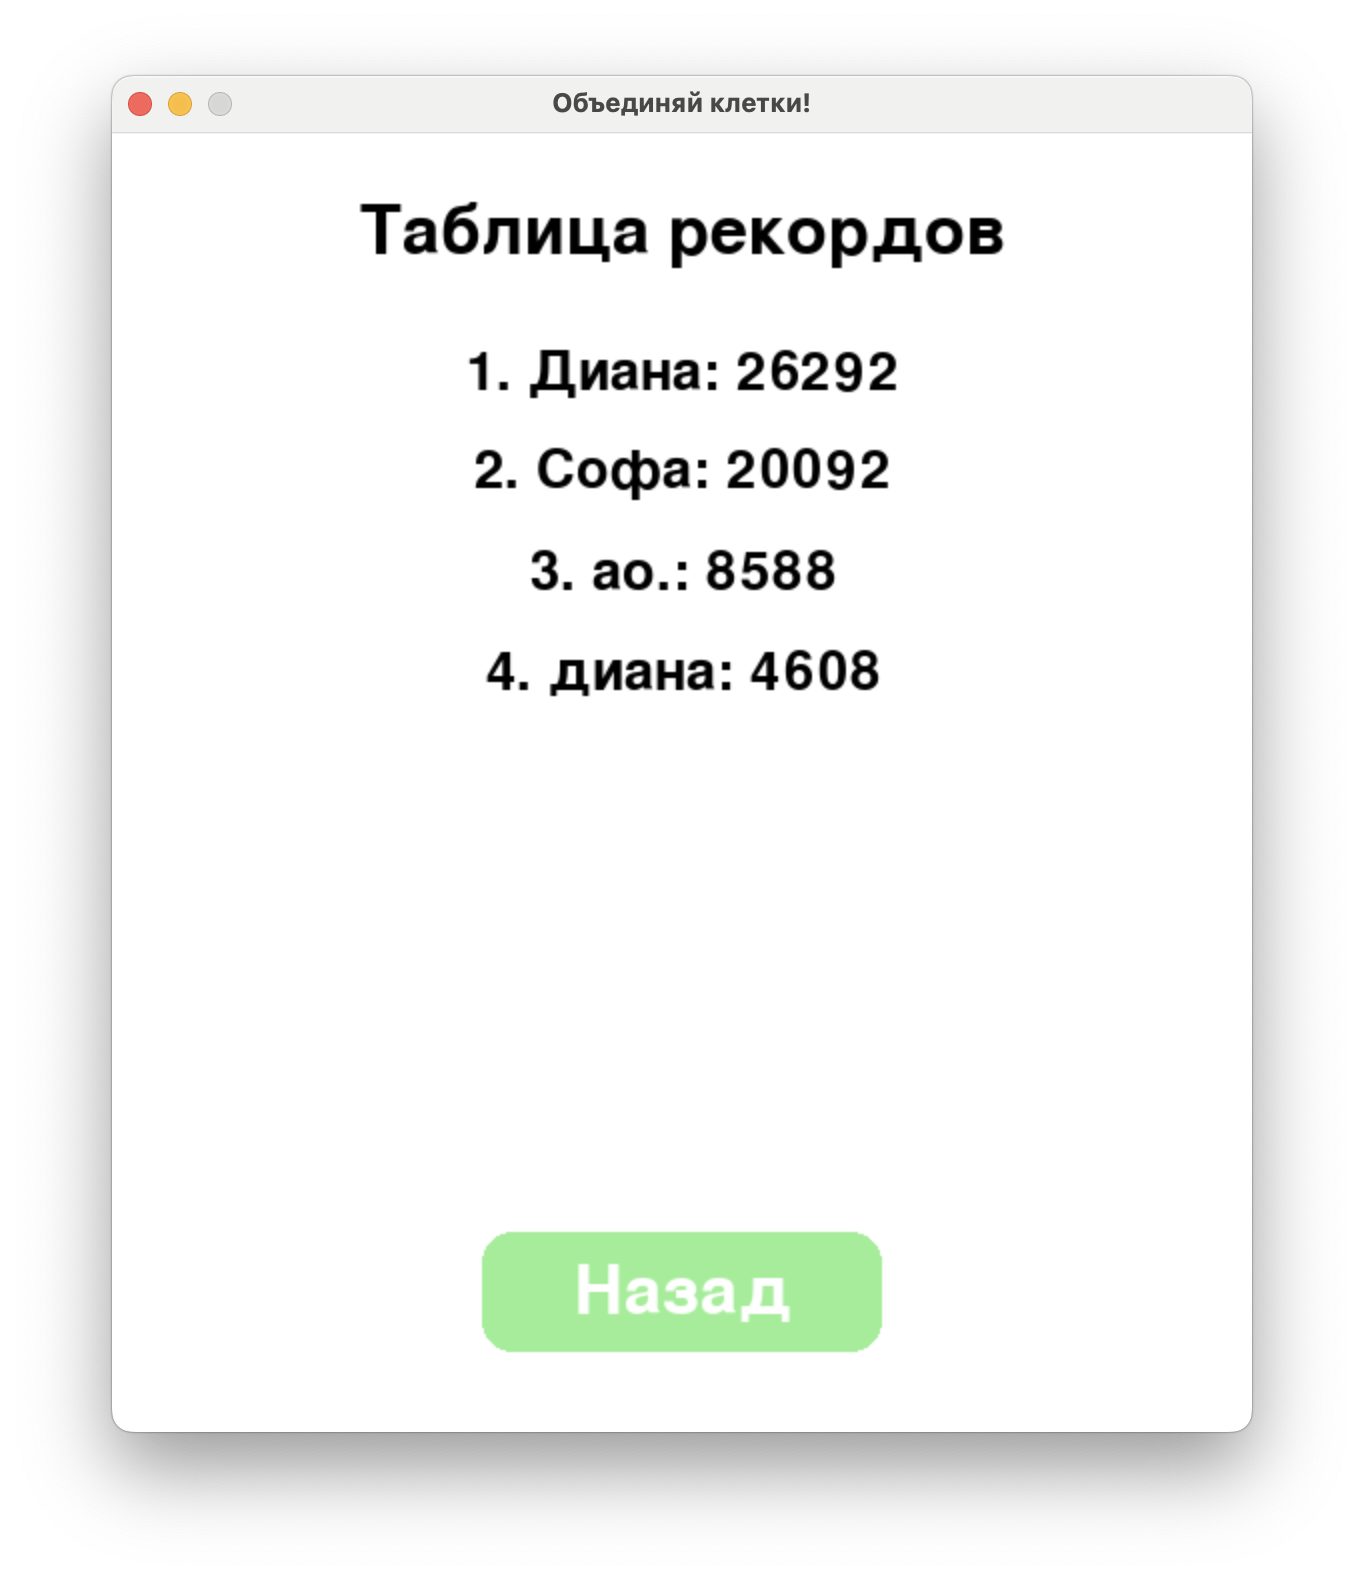 Объединяй клетки!
Таблица рекордов
1. Диана: 26292
2. Софа: 20092
3. ао.: 8588
4. диана: 4608
Назад